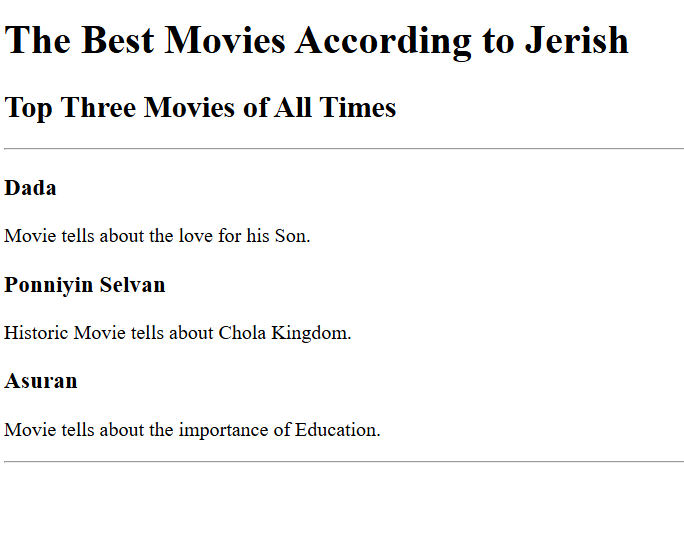 The Best Movies According to Jerish
Top Three Movies of All Times
Dada
Movie tells about the love for his Son.
Ponniyin Selvan
Historic Movie tells about Chola Kingdom.
Asuran
Movie tells about the importance of Education.